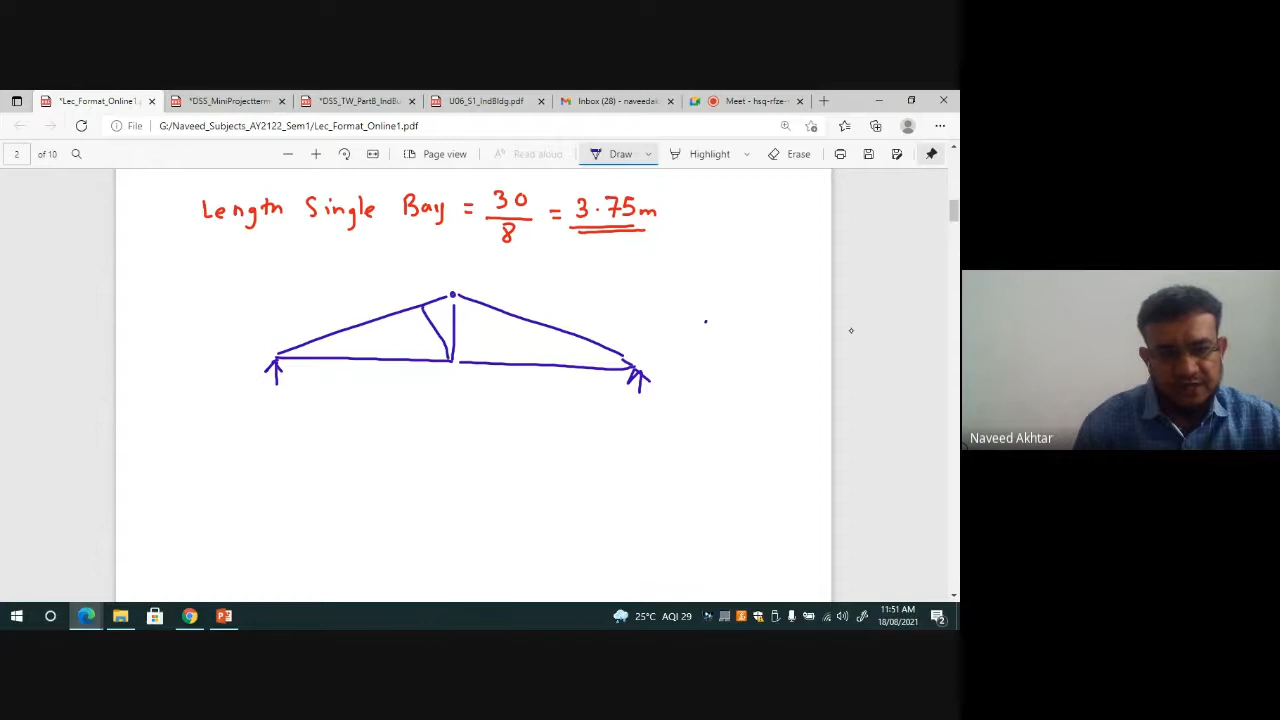 *Lec_Format_Online1.p
*DSS_MiniProjectterm
*DSS_TW_PartB_IndBu
U06_S1_IndBldg.pdf
Inbox (28) - naveedak
Meet - hsq-rfze-
File
G:/Naveed_Subjects_AY2122_Sem1/Lec_Format_Online1.pdf
2 of 10
Page view
Read aloud
Draw
Highlight
Erase
Length Single Bay = 30/8 = 3.75m
Naveed Akhtar
25°C AQI 29
11:51 AM
18/08/2021
2